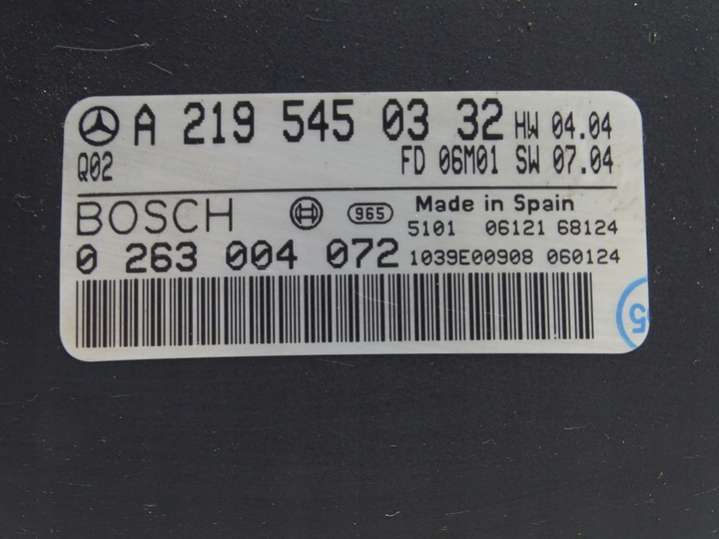 A 219 545 03 32 HW 04.04
Q02 FD 06M01 SW 07.04
BOSCH 965 Made in Spain
5101 06121 68124
0 263 004 072 1039E00908 060124